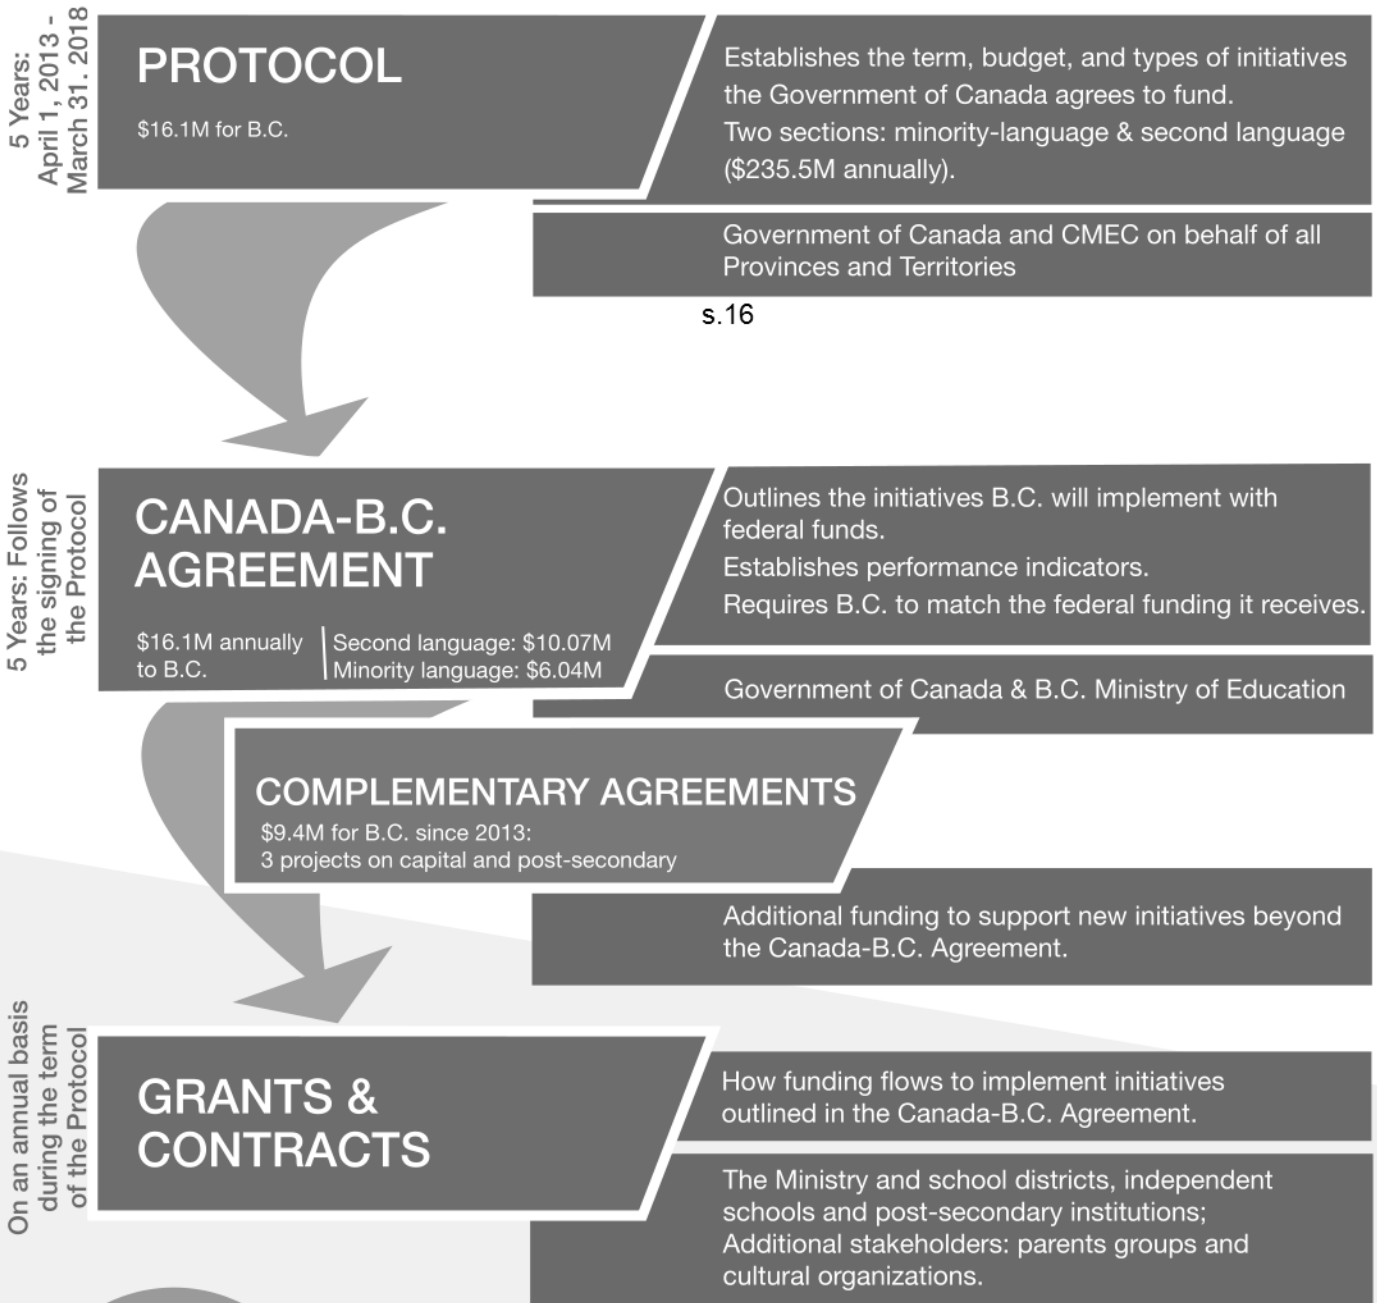 5 Years:
April 1, 2013 -
March 31. 2018
PROTOCOL
$16.1M for B.C.
Establishes the term, budget, and types of initiatives
the Government of Canada agrees to fund.
Two sections: minority-language & second language
($235.5M annually).
Government of Canada and CMEC on behalf of all
Provinces and Territories
s.16
5 Years: Follows
the signing of
the Protocol
CANADA-B.C.
AGREEMENT
$16.1M annually
to B.C.
Second language: $10.07M
Minority language: $6.04M
Outlines the initiatives B.C. will implement with
federal funds.
Establishes performance indicators.
Requires B.C. to match the federal funding it receives.
Government of Canada & B.C. Ministry of Education
COMPLEMENTARY AGREEMENTS
$9.4M for B.C. since 2013:
3 projects on capital and post-secondary
Additional funding to support new initiatives beyond
the Canada-B.C. Agreement.
On an annual basis
during the term
of the Protocol
GRANTS &
CONTRACTS
How funding flows to implement initiatives
outlined in the Canada-B.C. Agreement.
The Ministry and school districts, independent
schools and post-secondary institutions;
Additional stakeholders: parents groups and
cultural organizations.